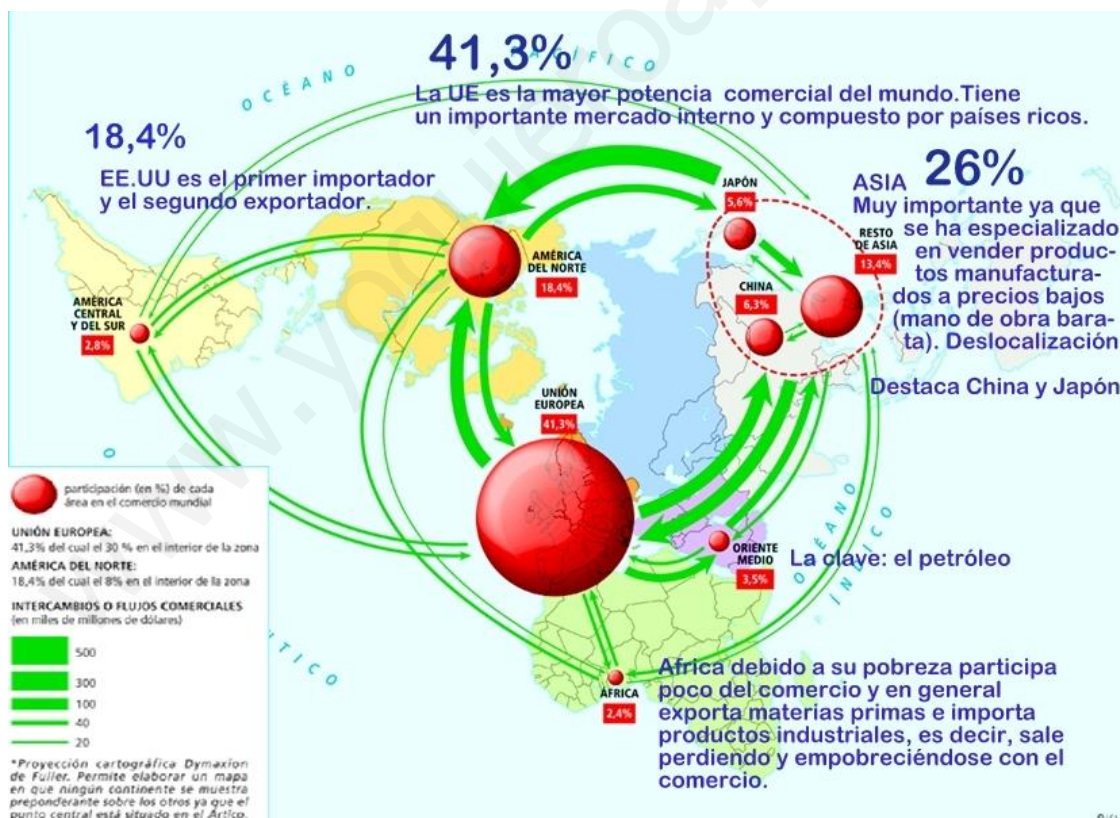 41,3%
OCÉANO
PACÍFICO
La UE es la mayor potencia comercial del mundo.Tiene
un importante mercado interno y compuesto por países ricos.
18,4%
EE.UU es el primer importador
y el segundo exportador.
ASIA 26%
Muy importante ya que
se ha especializado
en vender produc-
tos manufactura-
dos a precios bajos
(mano de obra bara-
ta). Deslocalización
Destaca China y Japón
JAPÓN
5,6%
RESTO
DE ASIA
13,4%
CHINA
6,3%
AMÉRICA
DEL NORTE
18,4%
AMÉRICA
CENTRAL
Y DEL SUR
2,8%
UNIÓN
EUROPEA
41,3%
ORIENTE
MEDIO
3,5%
La clave: el petróleo
OCÉANO
ÍNDICO
ÁFRICA
2,4%
Africa debido a su pobreza participa
poco del comercio y en general
exporta materias primas e importa
productos industriales, es decir, sale
perdiendo y empobreciéndose con el
comercio.
participación (en %) de cada
área en el comercio mundial
UNIÓN EUROPEA:
41,3% del cual el 30 % en el interior de la zona
AMÉRICA DEL NORTE:
18,4% del cual el 8% en el interior de la zona
INTERCAMBIOS O FLUJOS COMERCIALES
(en miles de millones de dólares)
500
300
100
40
20
*Proyección cartográfica Dymaxion
de Fuller. Permite elaborar un mapa
en que ningún continente se muestra
preponderante sobre los otros ya que el
punto central está situado en el Ártico.